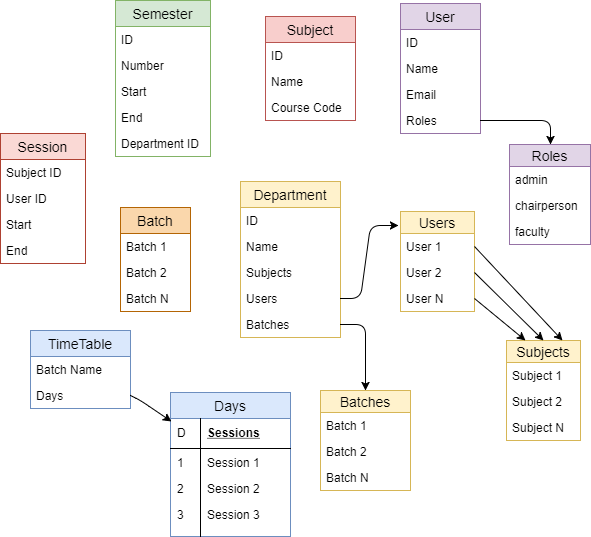 Semester
ID
Number
Start
End
Department ID
Subject
ID
Name
Course Code
User
ID
Name
Email
Roles
Roles
admin
chairperson
faculty
Session
Subject ID
User ID
Start
End
Batch
Batch 1
Batch 2
Batch N
Department
ID
Name
Subjects
Users
Batches
Users
User 1
User 2
User N
Subjects
Subject 1
Subject 2
Subject N
TimeTable
Batch Name
Days
Days
D Sessions
1 Session 1
2 Session 2
3 Session 3
Batches
Batch 1
Batch 2
Batch N